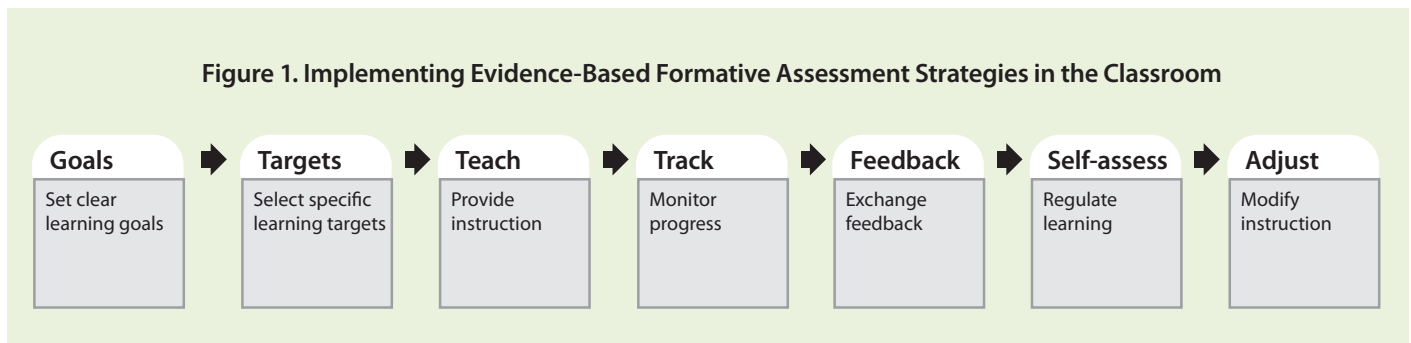 Figure 1. Implementing Evidence-Based Formative Assessment Strategies in the Classroom
Goals
Set clear
learning goals
Targets
Select specific
learning targets
Teach
Provide
instruction
Track
Monitor
progress
Feedback
Exchange
feedback
Self-assess
Regulate
learning
Adjust
Modify
instruction